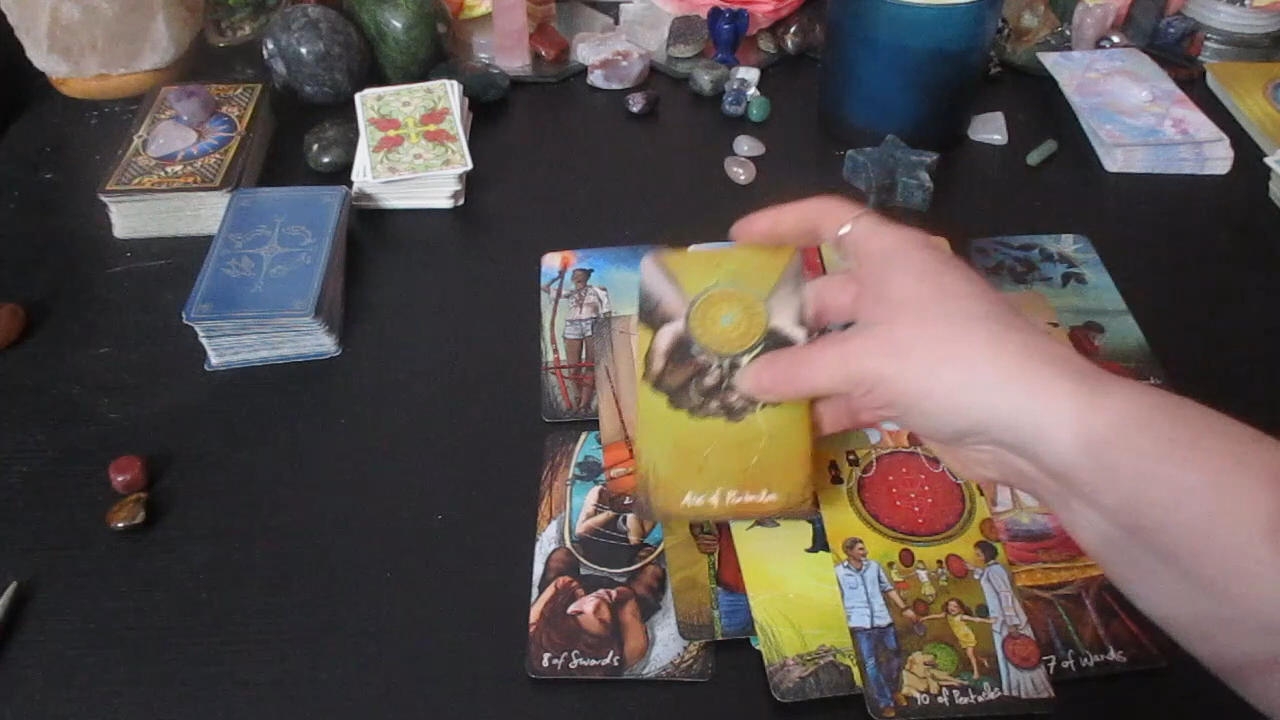 Ace of Pentacles
8 of Swords
7 of Wands
10 of Pentacles